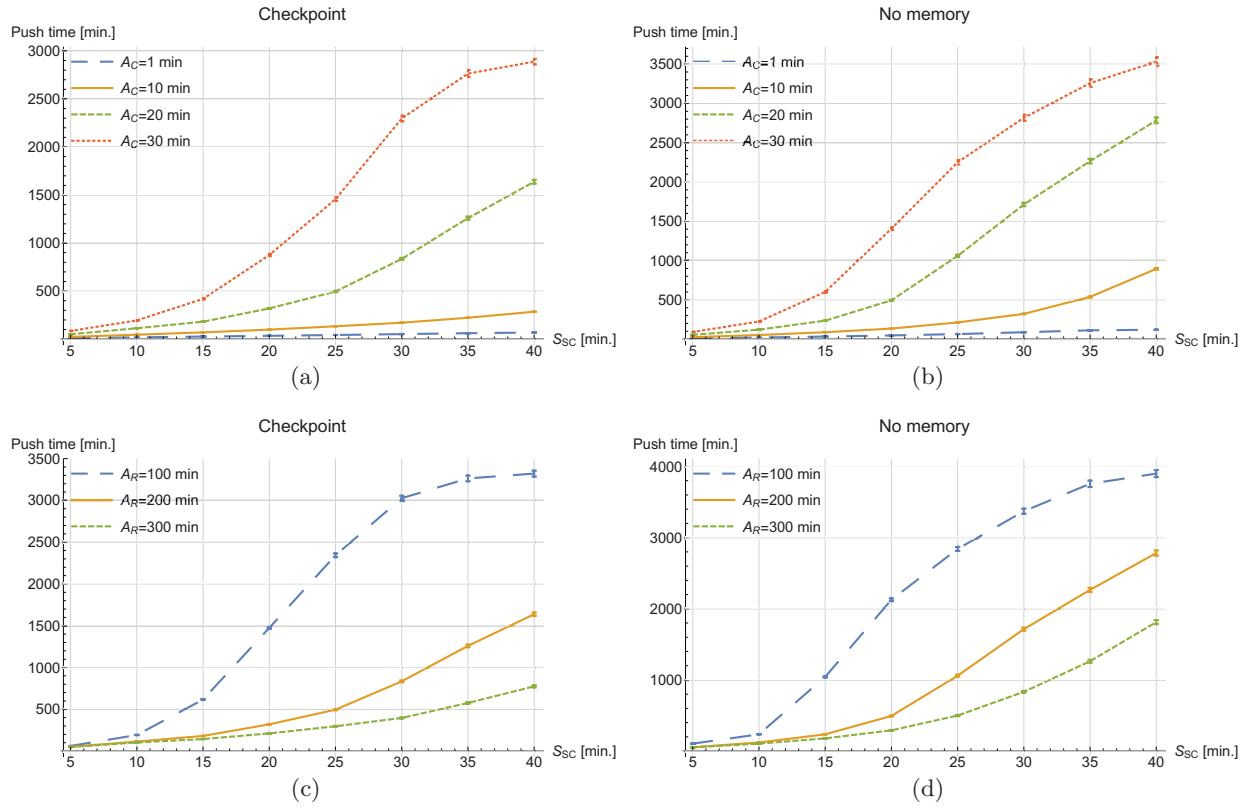 Checkpoint
Push time [min.]
3000
2500
2000
1500
1000
500
A_C=1 min
A_C=10 min
A_C=20 min
A_C=30 min
5 10 15 20 25 30 35 40
S_SC [min.]
(a)
No memory
Push time [min.]
3500
3000
2500
2000
1500
1000
500
A_C=1 min
A_C=10 min
A_C=20 min
A_C=30 min
5 10 15 20 25 30 35 40
S_SC [min.]
(b)
Checkpoint
Push time [min.]
3500
3000
2500
2000
1500
1000
500
A_R=100 min
A_R=200 min
A_R=300 min
5 10 15 20 25 30 35 40
S_SC [min.]
(c)
No memory
Push time [min.]
4000
3000
2000
1000
A_R=100 min
A_R=200 min
A_R=300 min
5 10 15 20 25 30 35 40
S_SC [min.]
(d)